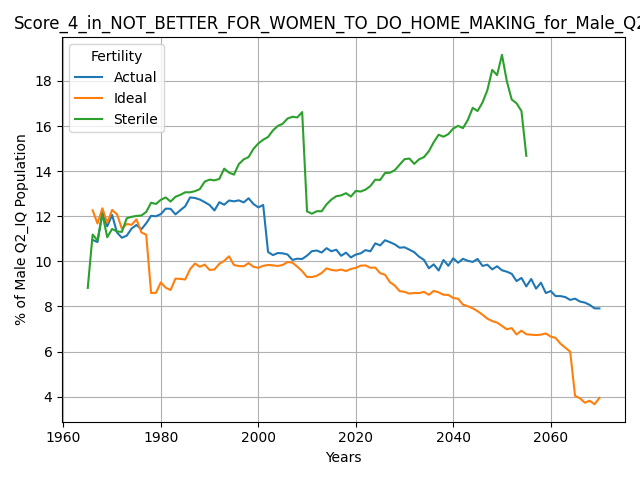 Score_4_in_NOT_BETTER_FOR_WOMEN_TO_DO_HOME_MAKING_for_Male_Q2
Fertility
Actual
Ideal
Sterile
% of Male Q2_IQ Population
18
16
14
12
10
8
6
4
1960 1980 2000 2020 2040 2060
Years